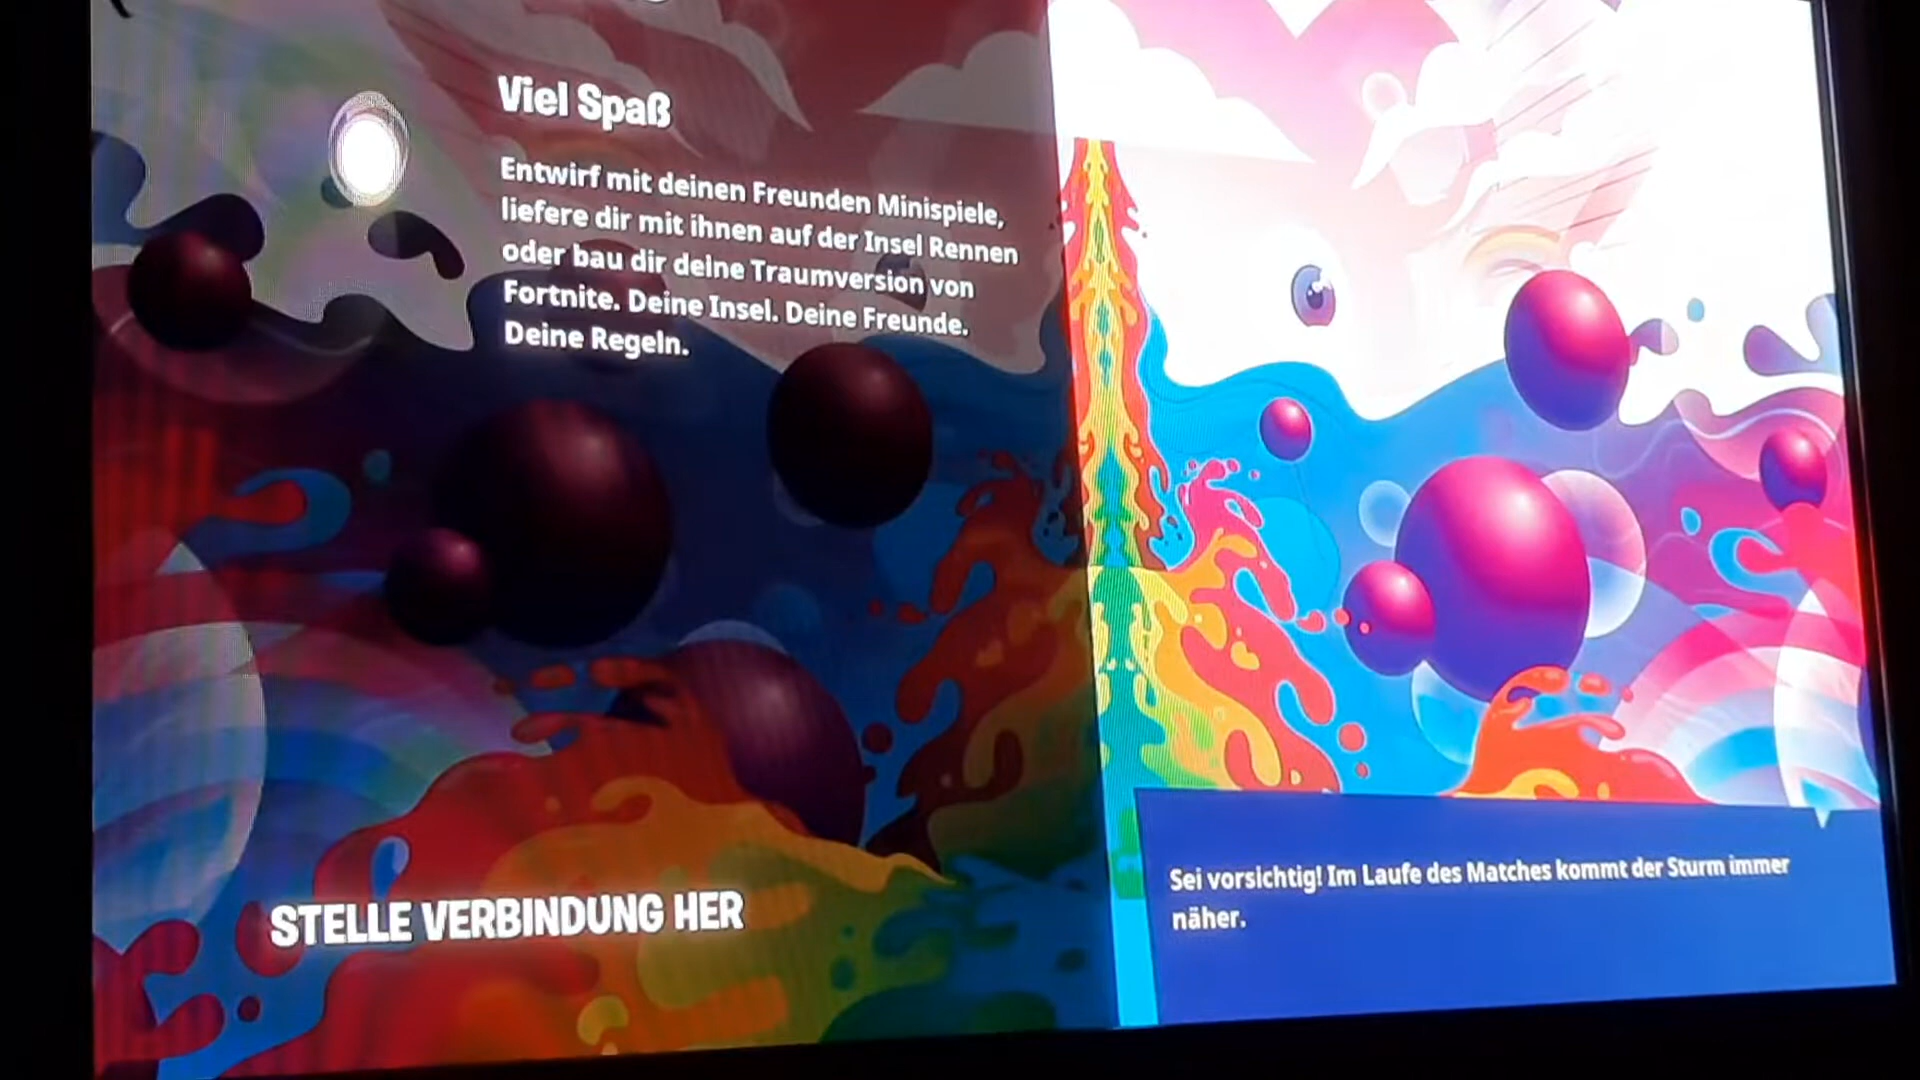 Viel Spaß
Entwirf mit deinen Freunden Minispiele,
liefere dir mit ihnen auf der Insel Rennen
oder bau dir deine Traumversion von
Fortnite. Deine Insel. Deine Freunde.
Deine Regeln.
STELLE VERBINDUNG HER
Sei vorsichtig! Im Laufe des Matches kommt der Sturm immer
näher.